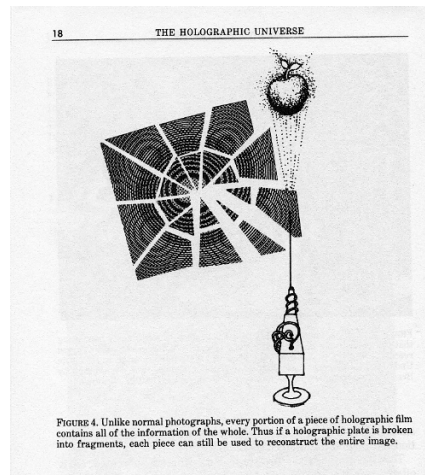 18 THE HOLOGRAPHIC UNIVERSE
FIGURE 4. Unlike normal photographs, every portion of a piece of holographic film
contains all of the information of the whole. Thus if a holographic plate is broken
into fragments, each piece can still be used to reconstruct the entire image.